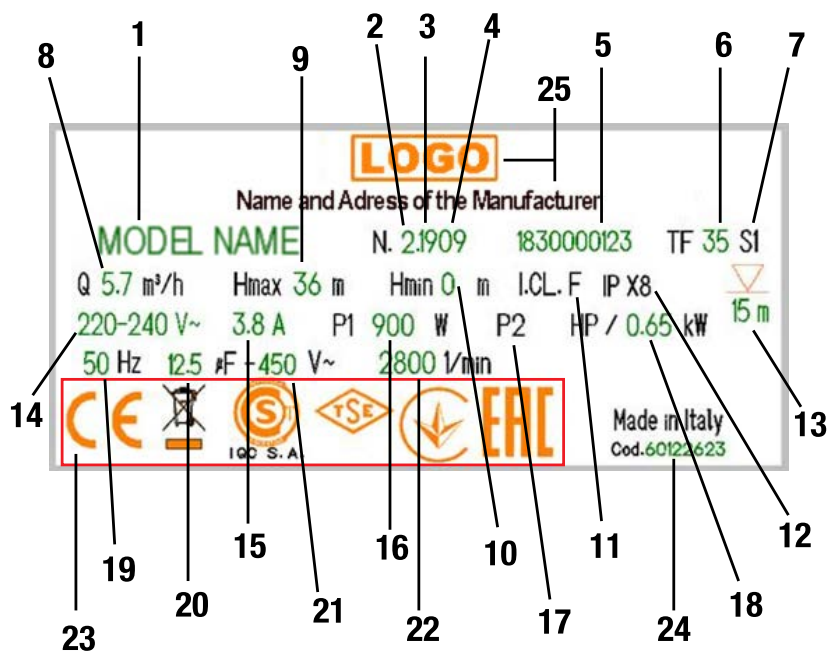 1 2 3 4 5 6 7
8 9 25
LOGO
Name and Adress of the Manufacturer
MODEL NAME N. 2.1909 1830000123 TF 35 S1
Q 5.7 m³/h Hmax 36 m Hmin 0 m I.CL. F IP X8
220-240 V~ 3.8 A P1 900 W P2 HP / 0.65 kW 15 m
50 Hz 12.5 µF - 450 V~ 2800 1/min
CE S TSE EAC Made in Italy
IQC S.A. Cod.60122623
14 13
19 20 15 21 16 22 10 17 11 18 12
23 24